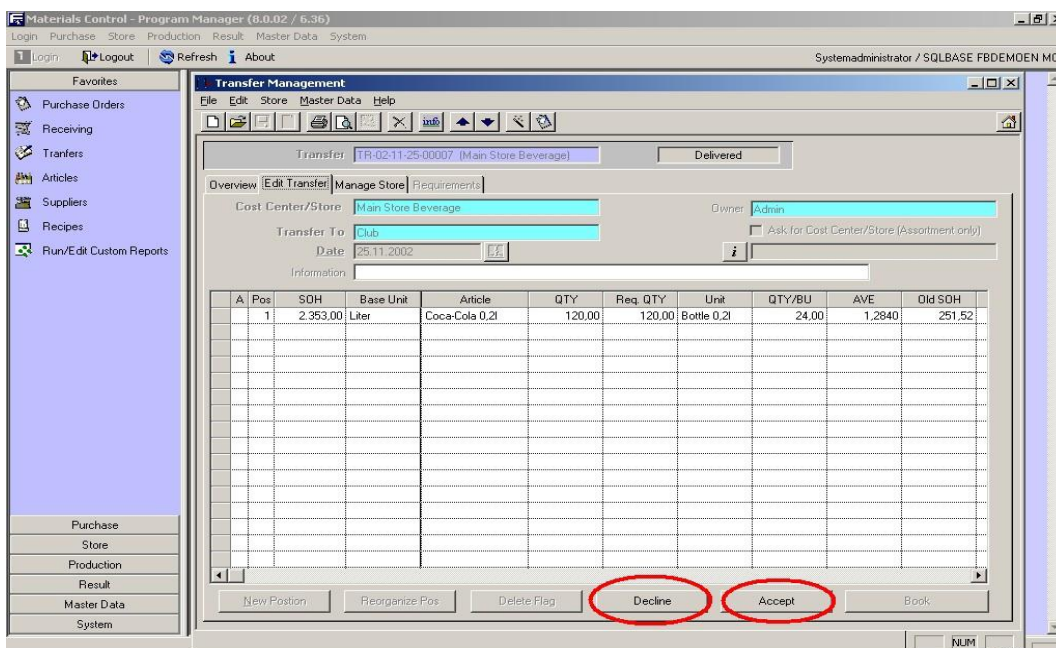 Materials Control - Program Manager (8.0.02 / 6.36)
Login Purchase Store Production Result Master Data System
Login Logout Refresh About Systemadministrator / SQLBASE FBDEMOEN MC
Favorites
Purchase Orders
Receiving
Tranfers
Articles
Suppliers
Recipes
Run/Edit Custom Reports
Purchase
Store
Production
Result
Master Data
System
Transfer Management
File Edit Store Master Data Help
info
Transfer TR-02-11-25-00007 (Main Store Beverage) Delivered
Overview Edit Transfer Manage Store Requirements
Cost Center/Store Main Store Beverage Owner Admin
Transfer To Club Ask for Cost Center/Store (Assortment only)
Date 25.11.2002 i
Information
A Pos SOH Base Unit Article QTY Req. QTY Unit QTY/BU AVE Old SOH
1 2.353,00 Liter Coca-Cola 0,2l 120,00 120,00 Bottle 0,2l 24,00 1,2840 251,52
New Postion Reorganize Pos Delete Flag Decline Accept Book
NUM